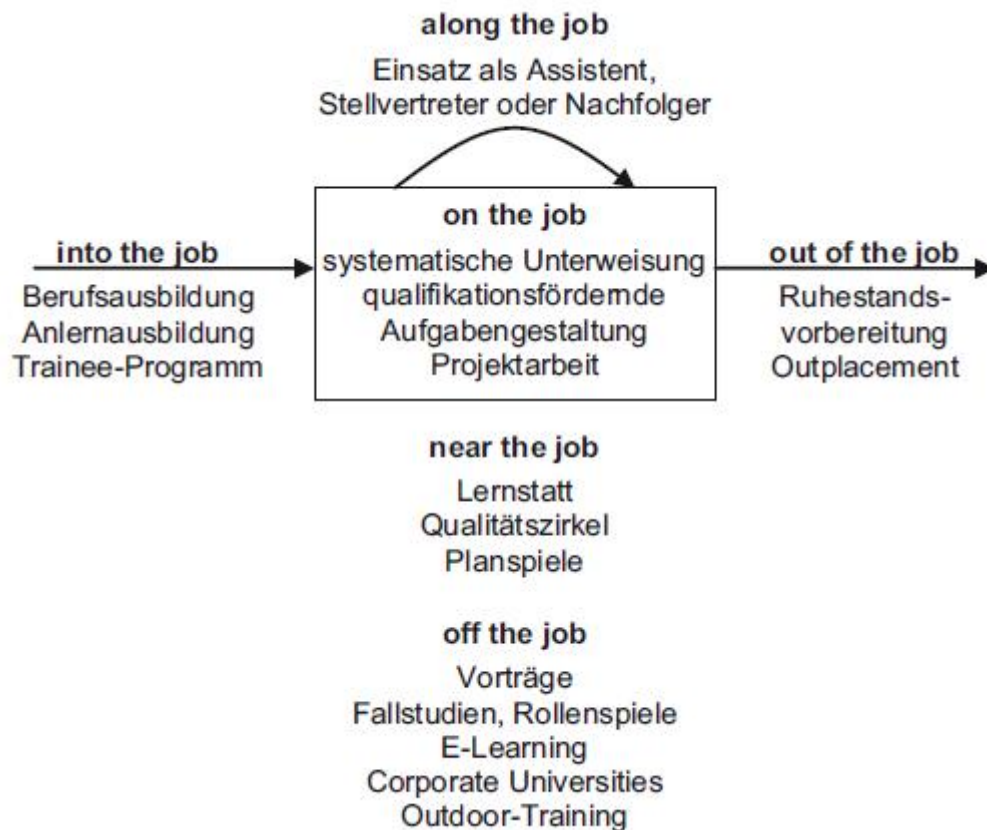 along the job
Einsatz als Assistent,
Stellvertreter oder Nachfolger
into the job
Berufsausbildung
Anlernausbildung
Trainee-Programm
on the job
systematische Unterweisung
qualifikationsfördernde
Aufgabengestaltung
Projektarbeit
out of the job
Ruhestands-
vorbereitung
Outplacement
near the job
Lernstatt
Qualitätszirkel
Planspiele
off the job
Vorträge
Fallstudien, Rollenspiele
E-Learning
Corporate Universities
Outdoor-Training